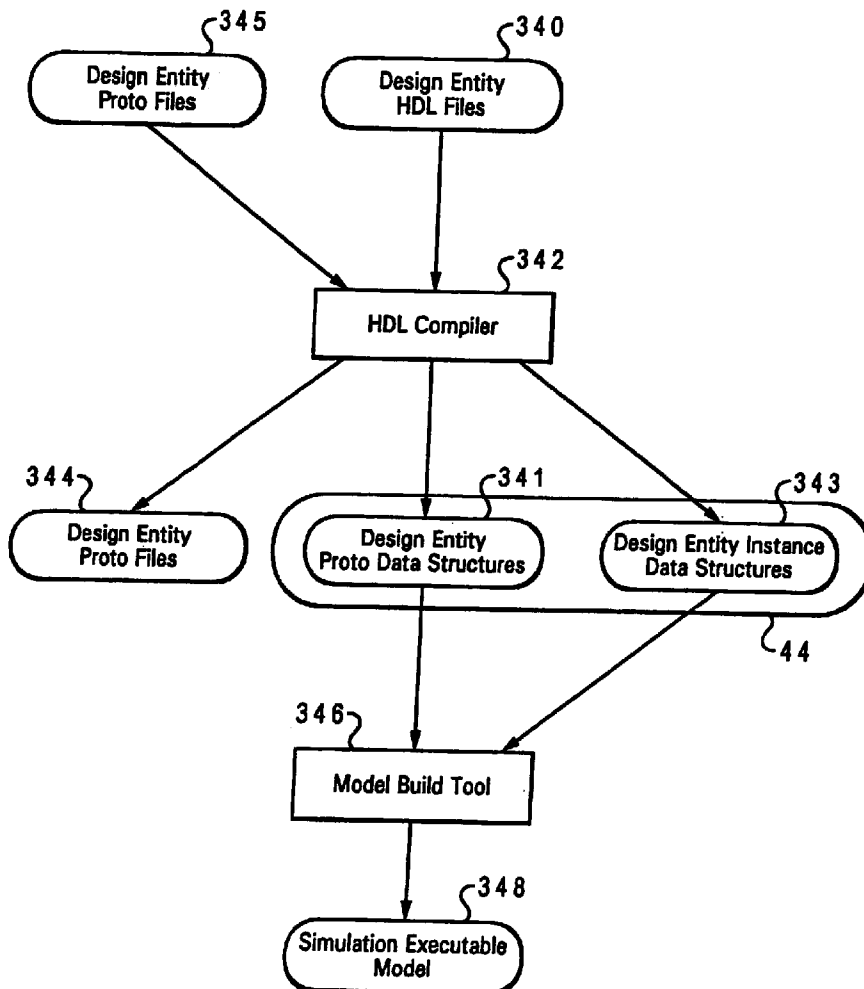 345
340
Design Entity
Proto Files
Design Entity
HDL Files
342
HDL Compiler
344
341
343
Design Entity
Proto Files
Design Entity
Proto Data Structures
Design Entity Instance
Data Structures
44
346
Model Build Tool
348
Simulation Executable
Model